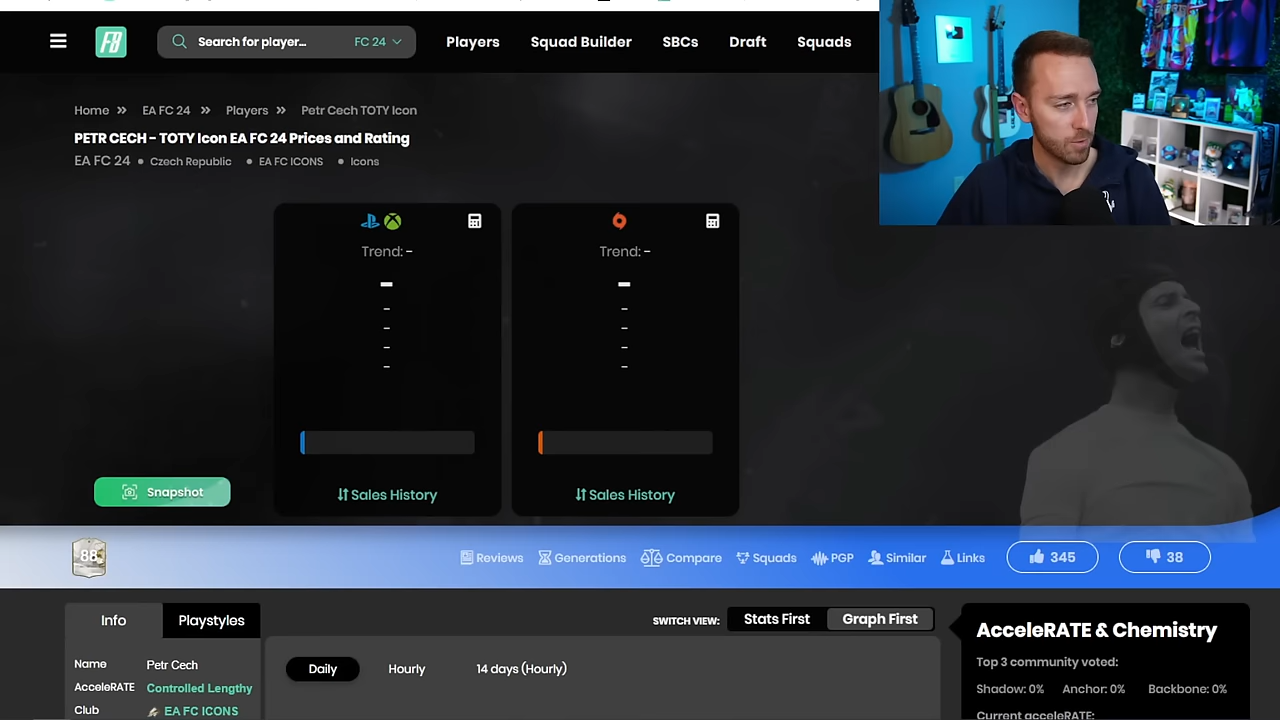 FB
Search for player...
FC 24
Players
Squad Builder
SBCs
Draft
Squads
Home » EA FC 24 » Players » Petr Cech TOTY Icon
PETR CECH - TOTY Icon EA FC 24 Prices and Rating
EA FC 24 • Czech Republic • EA FC ICONS • Icons
Trend: -
-
-
-
-
-
Sales History
Trend: -
-
-
-
-
-
Sales History
Snapshot
88
Reviews
Generations
Compare
Squads
PGP
Similar
Links
345
38
Info
Playstyles
SWITCH VIEW:
Stats First
Graph First
Name Petr Cech
AcceleRATE Controlled Lengthy
Club EA FC ICONS
Daily
Hourly
14 days (Hourly)
AcceleRATE & Chemistry
Top 3 community voted:
Shadow: 0% Anchor: 0% Backbone: 0%
Current acceleRATE: